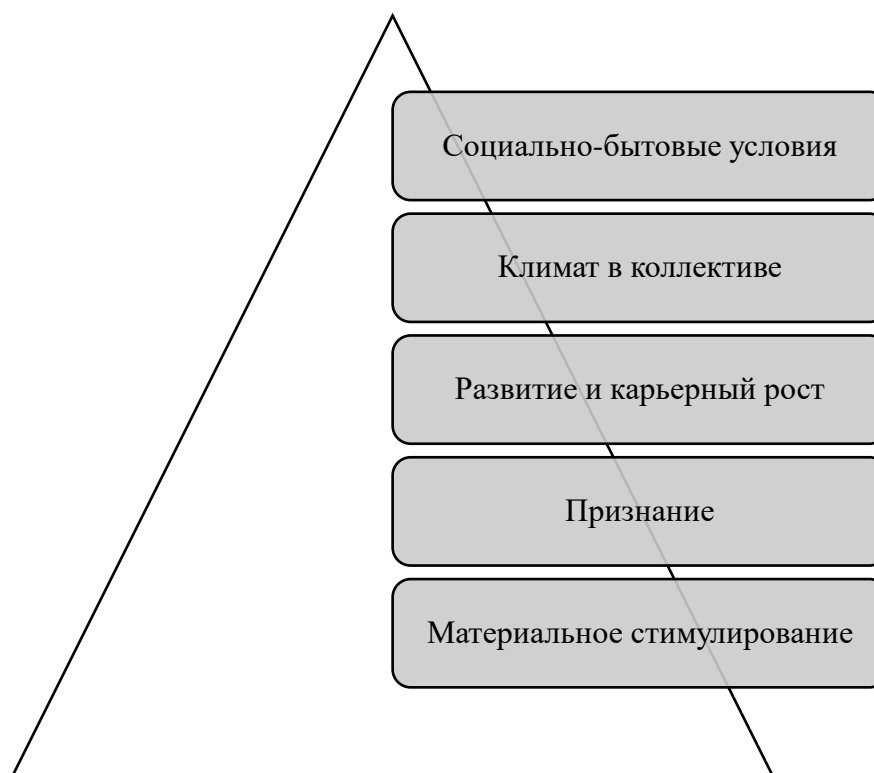 Социально-бытовые условия
Климат в коллективе
Развитие и карьерный рост
Признание
Материальное стимулирование